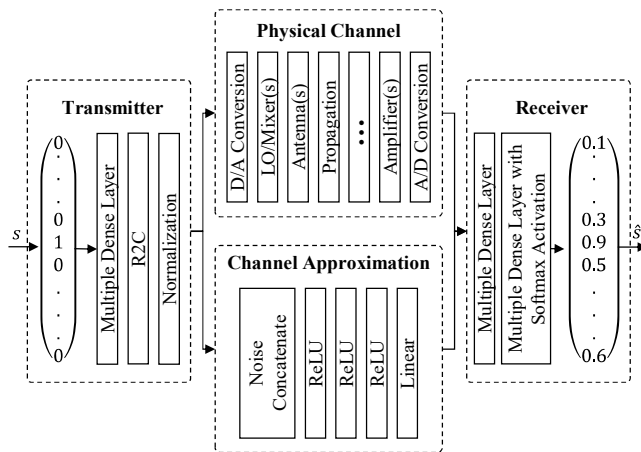 Transmitter
s
0
.
.
.
0
1
0
.
.
.
0
Multiple Dense Layer
R2C
Normalization
Physical Channel
D/A Conversion
LO/Mixer(s)
Antenna(s)
Propagation
...
Amplifier(s)
A/D Conversion
Channel Approximation
Noise
Concatenate
ReLU
ReLU
ReLU
Linear
Receiver
Multiple Dense Layer
Multiple Dense Layer with
Softmax Activation
0.1
.
.
.
0.3
0.9
0.5
.
.
.
0.6
ŝ